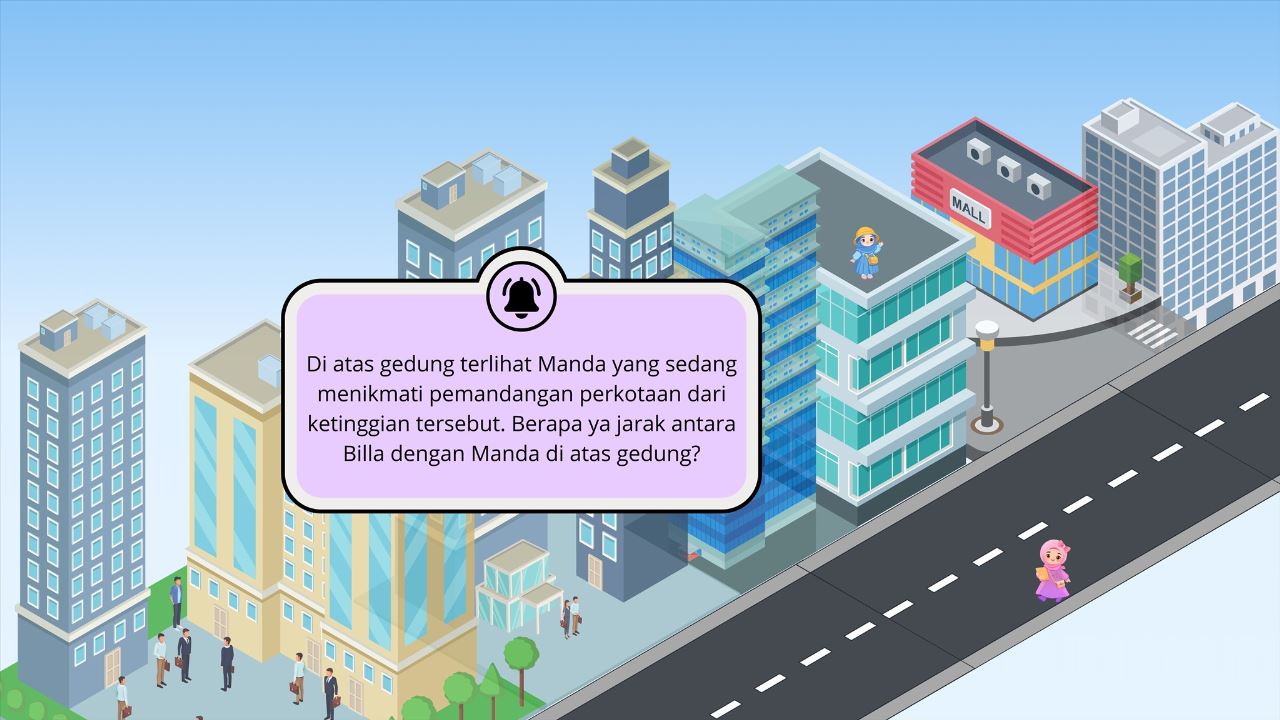 MALL
Di atas gedung terlihat Manda yang sedang
menikmati pemandangan perkotaan dari
ketinggian tersebut. Berapa ya jarak antara
Billa dengan Manda di atas gedung?